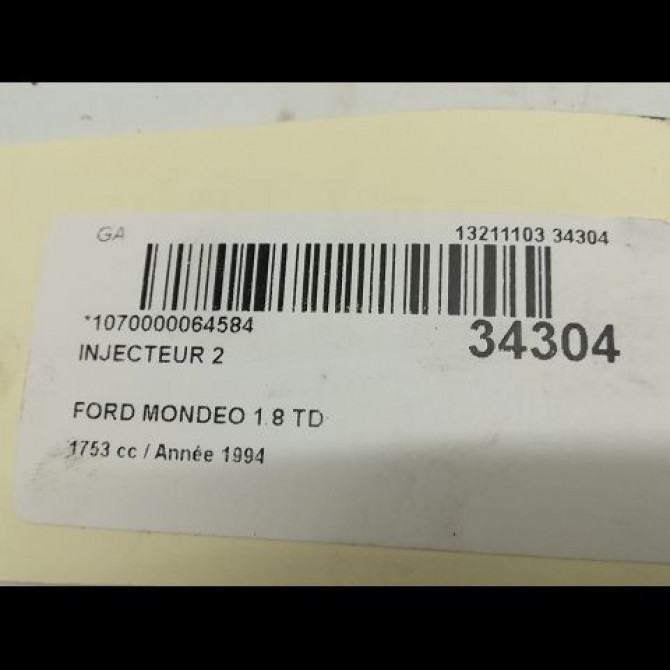 GA 13211103 34304
*1070000064584 34304
INJECTEUR 2
FORD MONDEO 1.8 TD
1753 cc / Année 1994